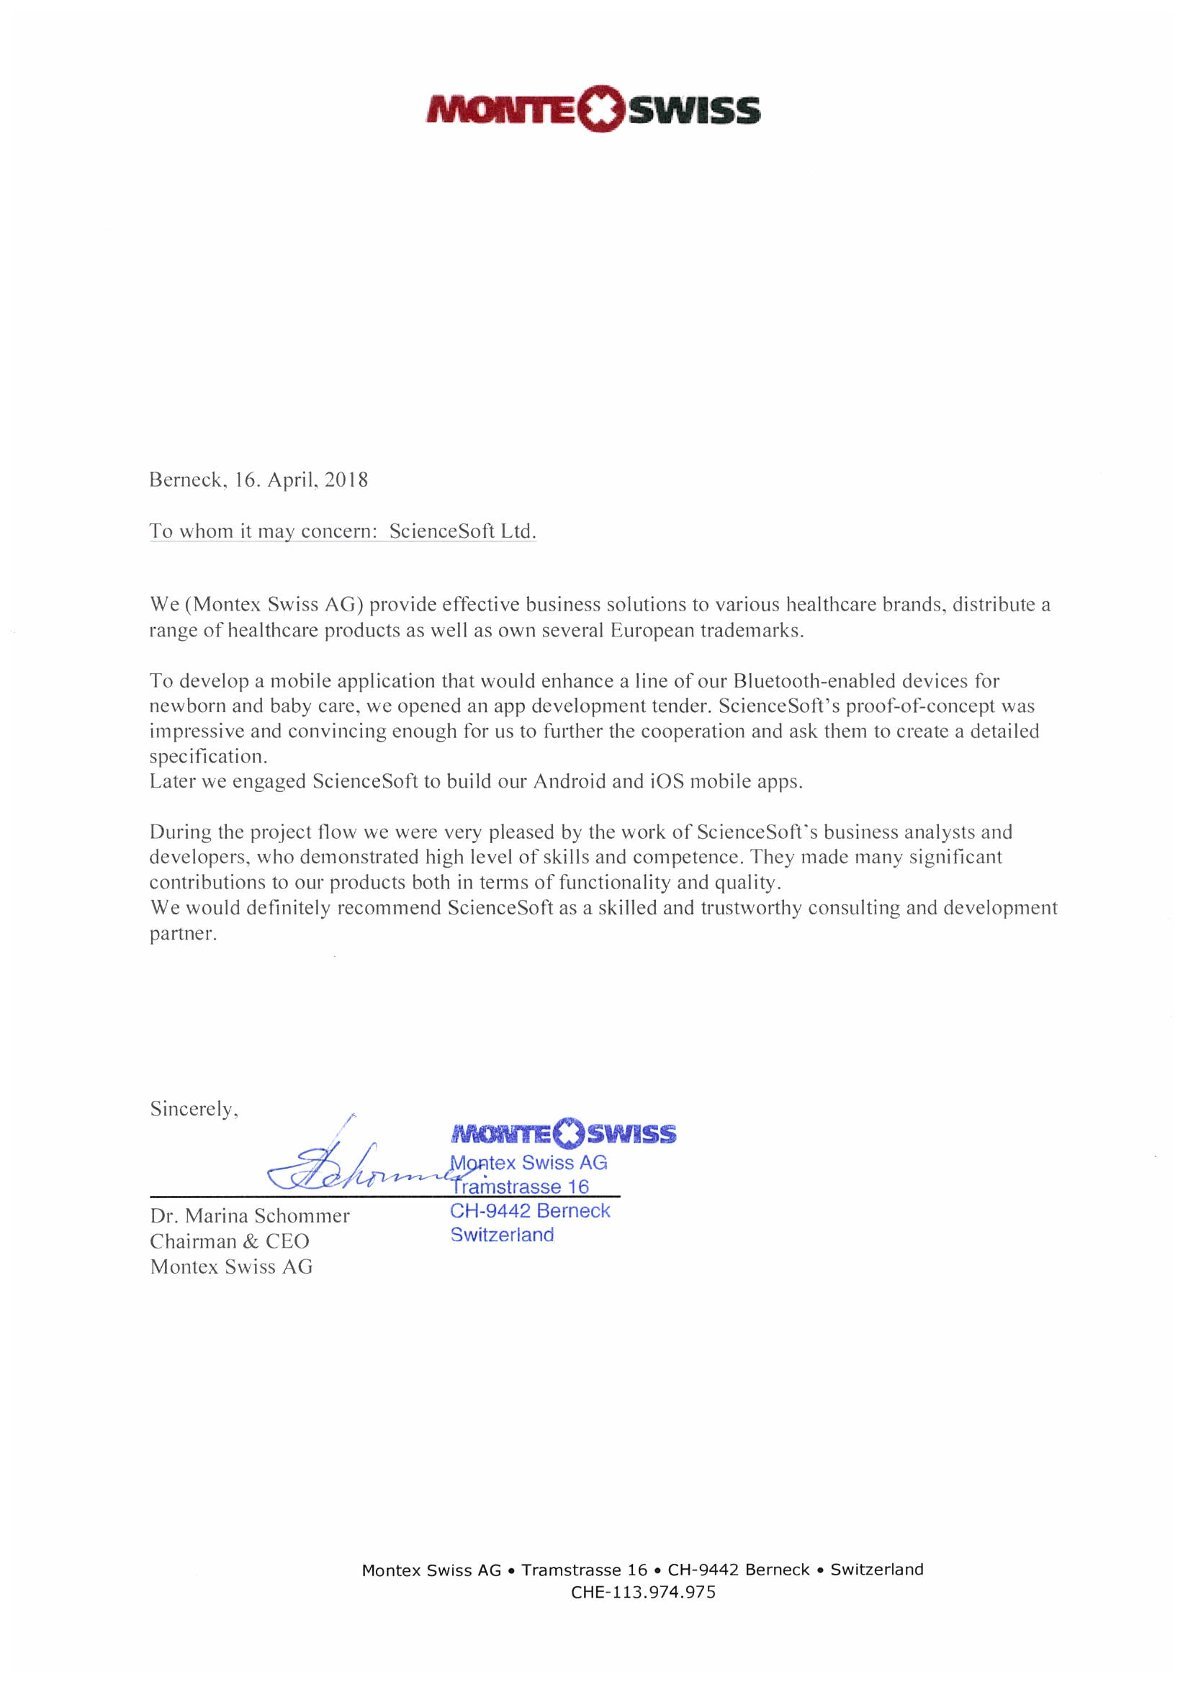 MONTEXSWISS
Berneck, 16. April, 2018
To whom it may concern: ScienceSoft Ltd.
We (Montex Swiss AG) provide effective business solutions to various healthcare brands, distribute a
range of healthcare products as well as own several European trademarks.
To develop a mobile application that would enhance a line of our Bluetooth-enabled devices for
newborn and baby care, we opened an app development tender. ScienceSoft's proof-of-concept was
impressive and convincing enough for us to further the cooperation and ask them to create a detailed
specification.
Later we engaged ScienceSoft to build our Android and iOS mobile apps.
During the project flow we were very pleased by the work of ScienceSoft's business analysts and
developers, who demonstrated high level of skills and competence. They made many significant
contributions to our products both in terms of functionality and quality.
We would definitely recommend ScienceSoft as a skilled and trustworthy consulting and development
partner.
Sincerely,
Schommer
MONTEXSWISS
Montex Swiss AG
Tramstrasse 16
CH-9442 Berneck
Switzerland
Dr. Marina Schommer
Chairman & CEO
Montex Swiss AG
Montex Swiss AG • Tramstrasse 16 • CH-9442 Berneck • Switzerland
CHE-113.974.975